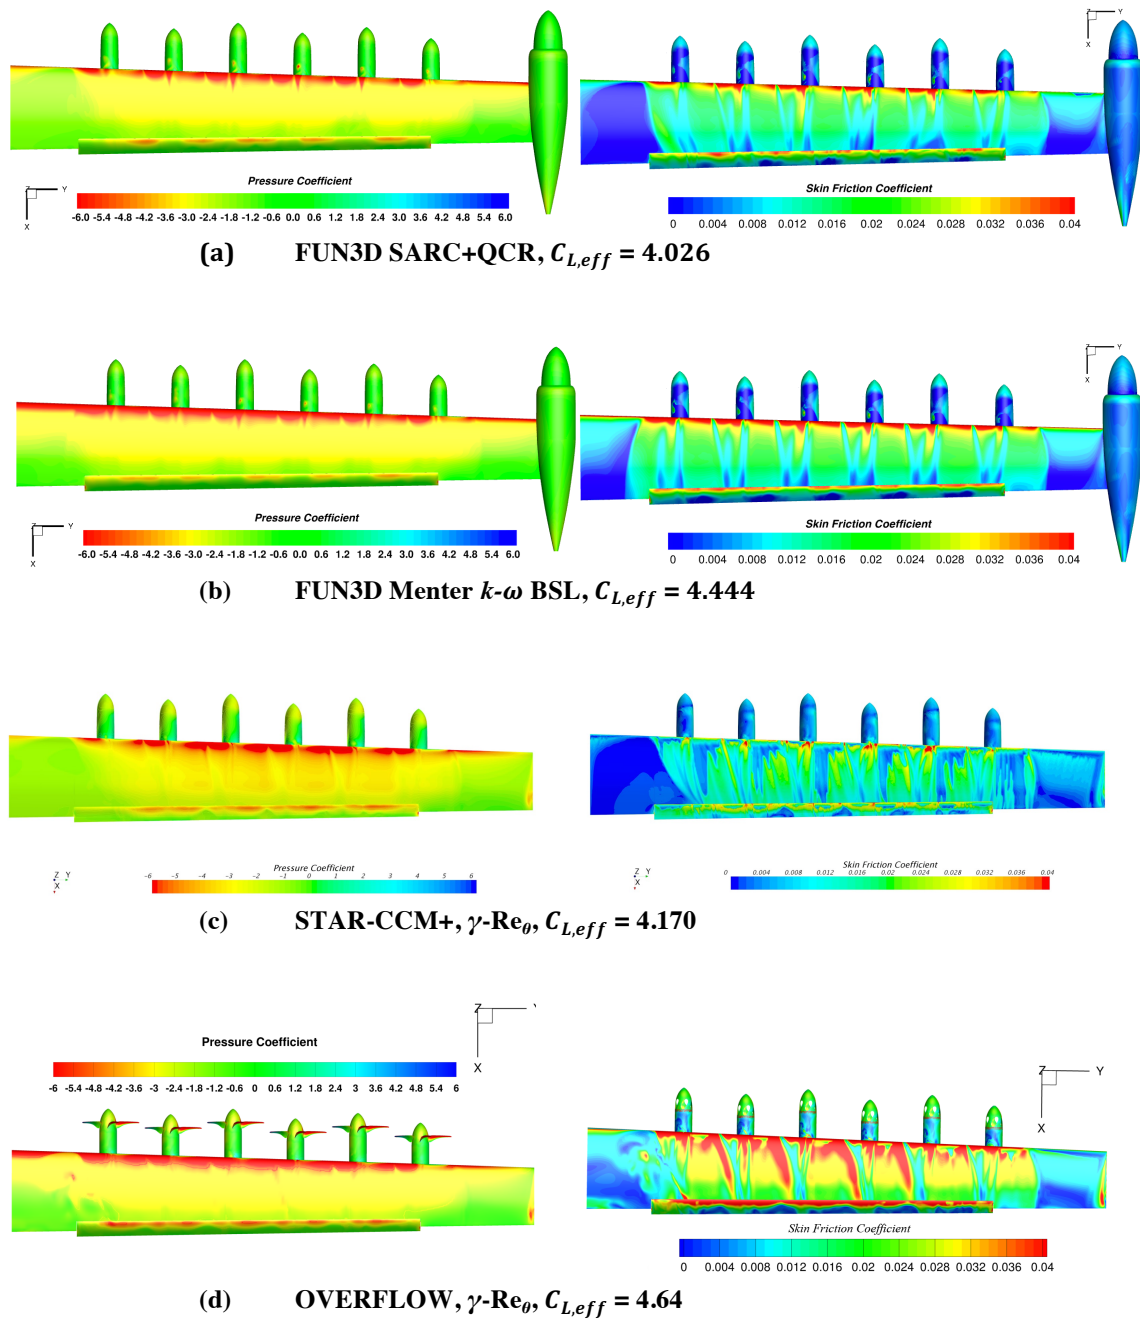 Z Y
X
Pressure Coefficient
-6.0 -5.4 -4.8 -4.2 -3.6 -3.0 -2.4 -1.8 -1.2 -0.6 0.0 0.6 1.2 1.8 2.4 3.0 3.6 4.2 4.8 5.4 6.0
Z Y
X
Skin Friction Coefficient
0 0.004 0.008 0.012 0.016 0.02 0.024 0.028 0.032 0.036 0.04
(a) FUN3D SARC+QCR, C_{L,eff} = 4.026
Z Y
X
Pressure Coefficient
-6.0 -5.4 -4.8 -4.2 -3.6 -3.0 -2.4 -1.8 -1.2 -0.6 0.0 0.6 1.2 1.8 2.4 3.0 3.6 4.2 4.8 5.4 6.0
Z Y
X
Skin Friction Coefficient
0 0.004 0.008 0.012 0.016 0.02 0.024 0.028 0.032 0.036 0.04
(b) FUN3D Menter k-ω BSL, C_{L,eff} = 4.444
Z Y
X
Pressure Coefficient
-6 -5 -4 -3 -2 -1 0 1 2 3 4 5 6
Z Y
X
Skin Friction Coefficient
0 0.004 0.008 0.012 0.016 0.02 0.024 0.028 0.032 0.036 0.04
(c) STAR-CCM+, γ-Re_θ, C_{L,eff} = 4.170
Z Y
X
Pressure Coefficient
-6 -5.4 -4.8 -4.2 -3.6 -3 -2.4 -1.8 -1.2 -0.6 0 0.6 1.2 1.8 2.4 3 3.6 4.2 4.8 5.4 6
Z Y
X
Skin Friction Coefficient
0 0.004 0.008 0.012 0.016 0.02 0.024 0.028 0.032 0.036 0.04
(d) OVERFLOW, γ-Re_θ, C_{L,eff} = 4.64